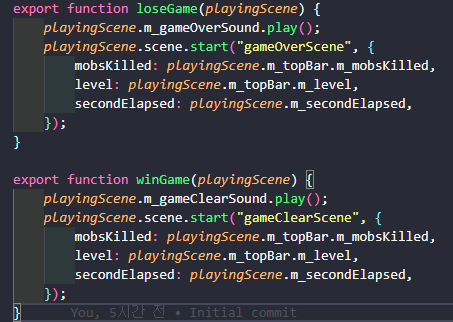 export function loseGame(playingScene) {
    playingScene.m_gameOverSound.play();
    playingScene.scene.start("gameOverScene", {
        mobsKilled: playingScene.m_topBar.m_mobsKilled,
        level: playingScene.m_topBar.m_level,
        secondElapsed: playingScene.m_secondElapsed,
    });
}

export function winGame(playingScene) {
    playingScene.m_gameClearSound.play();
    playingScene.scene.start("gameClearScene", {
        mobsKilled: playingScene.m_topBar.m_mobsKilled,
        level: playingScene.m_topBar.m_level,
        secondElapsed: playingScene.m_secondElapsed,
    });
}    You, 5시간 전 • Initial commit